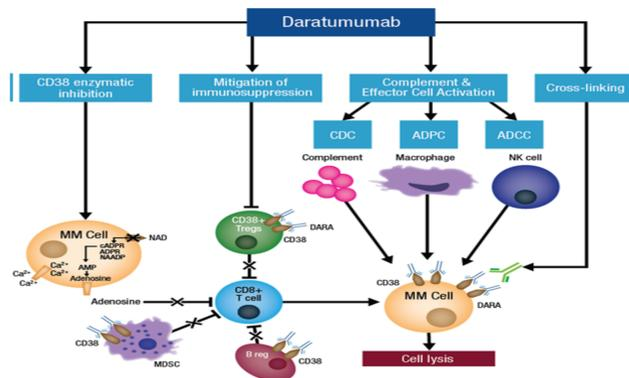 Daratumumab
CD38 enzymatic
inhibition
Mitigation of
immunosuppression
Complement &
Effector Cell Activation
Cross-linking
CDC
ADPC
ADCC
Complement
Macrophage
NK cell
CD38+
Tregs
DARA
CD38
MM Cell
NAD
cADPR
ADPR
NAADP
Ca²⁺
Ca²⁺
Ca²⁺
Ca²⁺
AMP
Adenosine
CD38
MM Cell
DARA
Adenosine
CD8+
T cell
CD38
MDSC
B reg
CD38
Cell lysis